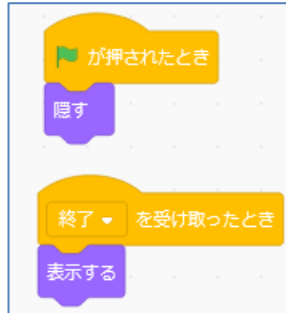 が押されたとき
隠す
終了 を受け取ったとき
表示する